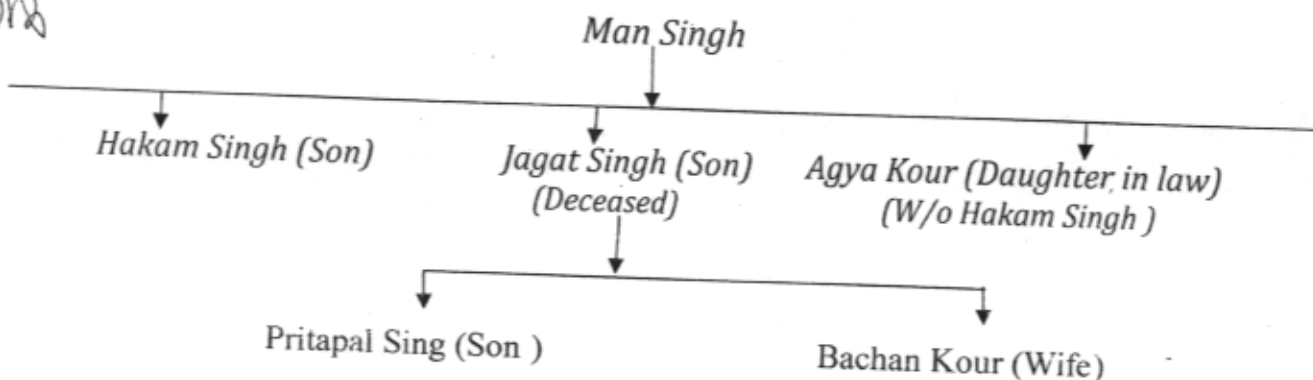 Man Singh
Hakam Singh (Son)
Jagat Singh (Son)
Agya Kour (Daughter in law)
(Deceased)
(W/o Hakam Singh )
Pritapal Sing (Son )
Bachan Kour (Wife)